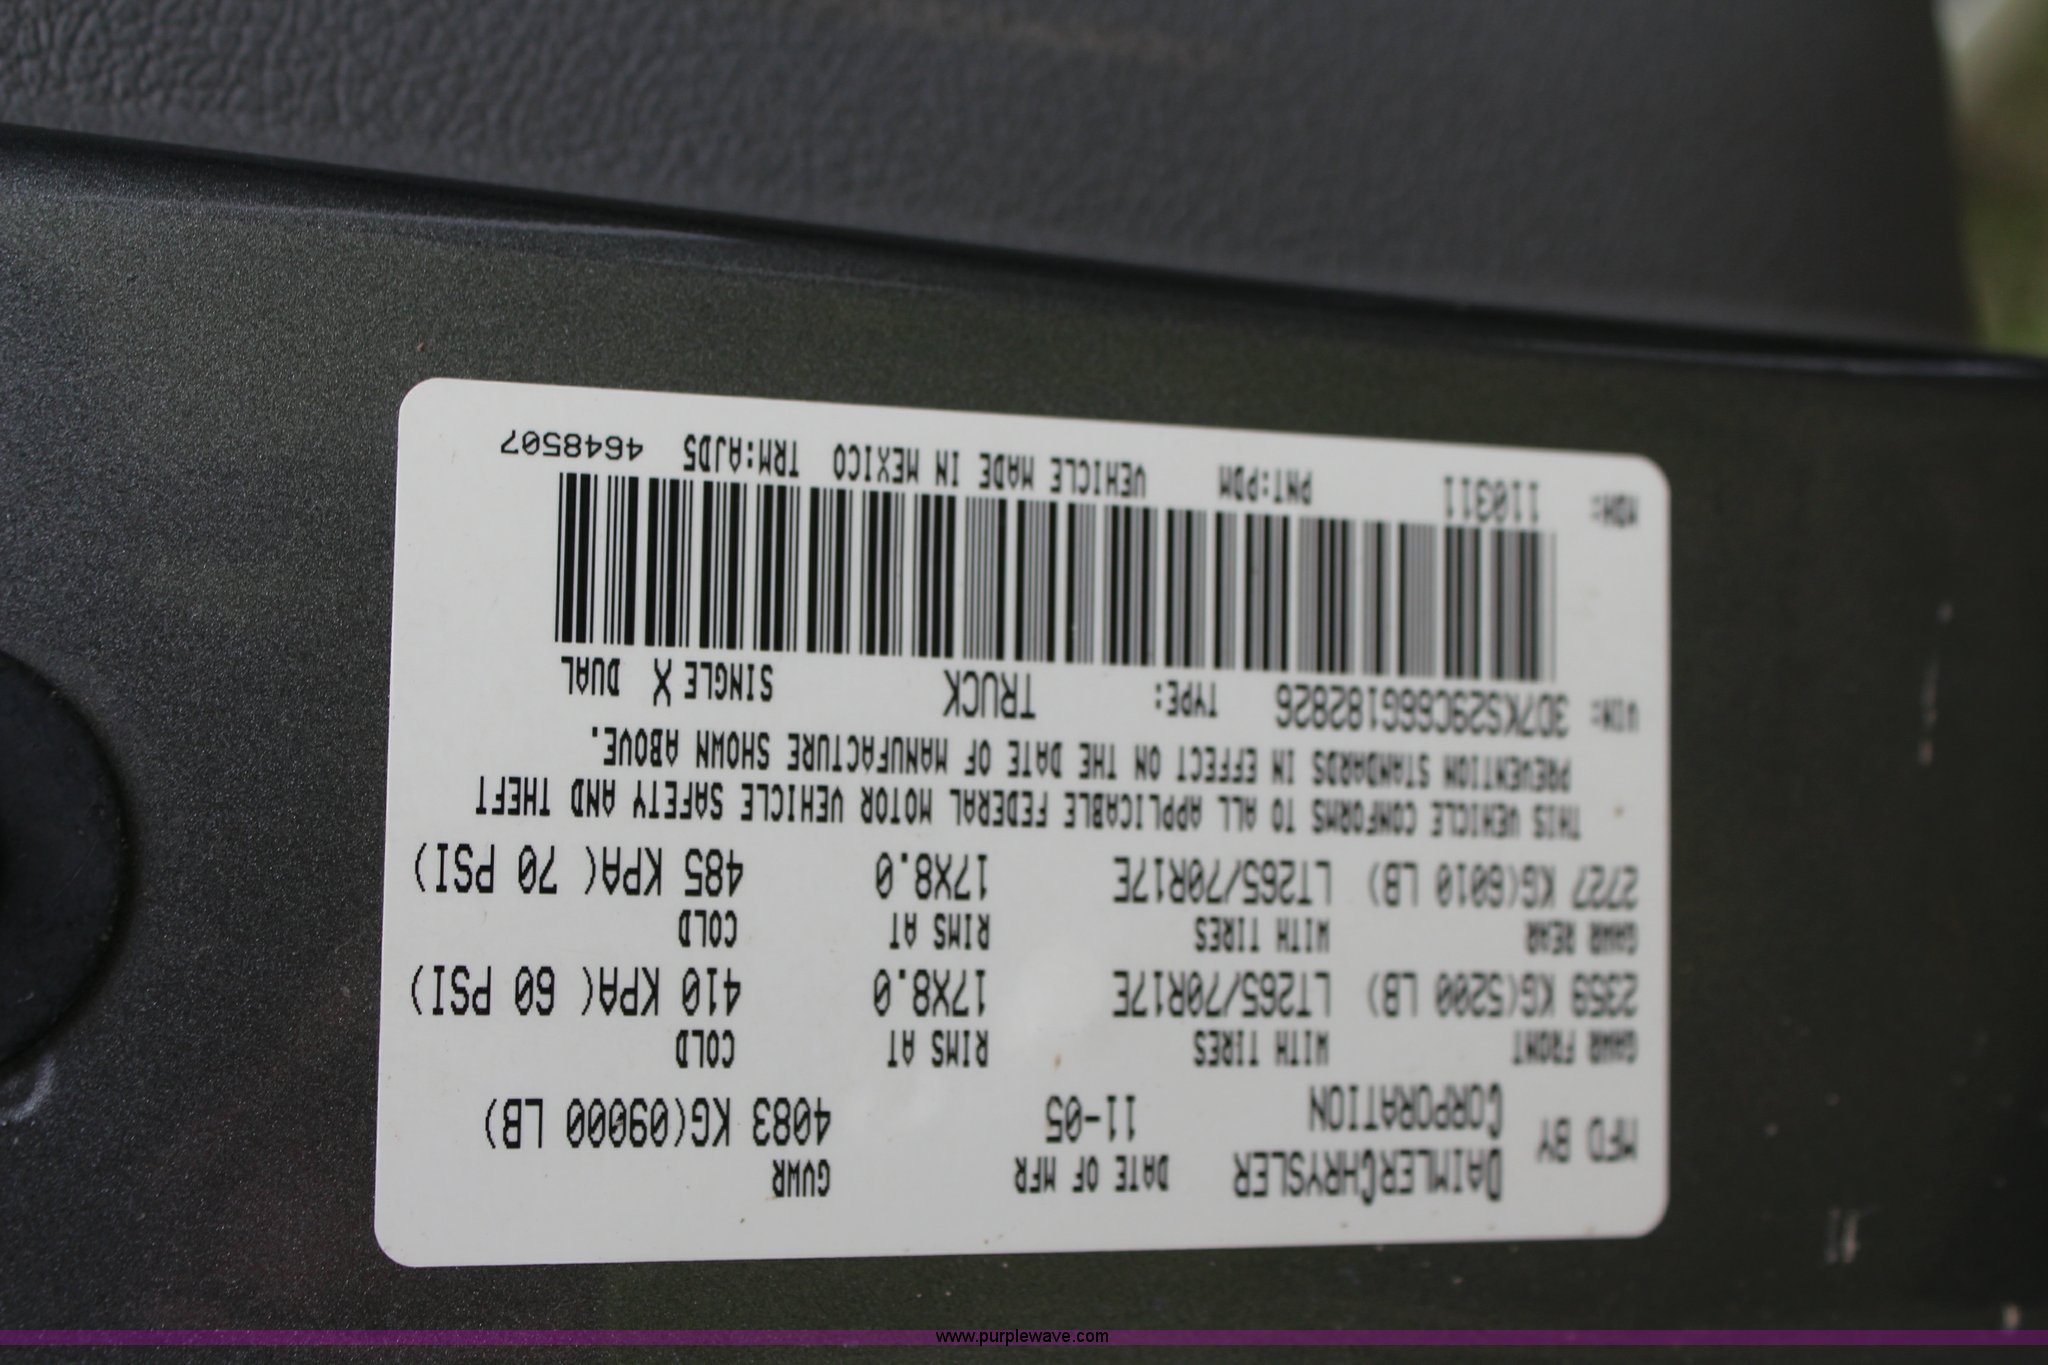 MFD BY DAIMLERCHRYSLER CORPORATION DATE OF MFR 11-05 GVWR 4083 KG(09000 LB)
GAWR FRONT WITH TIRES RIMS AT COLD
2359 KG(5200 LB) LT265/70R17E 17X8.0 410 KPA( 60 PSI)
GAWR REAR WITH TIRES RIMS AT COLD
2727 KG(6010 LB) LT265/70R17E 17X8.0 485 KPA( 70 PSI)
THIS VEHICLE CONFORMS TO ALL APPLICABLE FEDERAL MOTOR VEHICLE SAFETY AND THEFT
PREVENTION STANDARDS IN EFFECT ON THE DATE OF MANUFACTURE SHOWN ABOVE.
VIN: 3D7KS29C66G182826 TYPE: TRUCK SINGLE X DUAL
MDH: 110311 PNT:PDM VEHICLE MADE IN MEXICO TRM:AJD5 4648507
www.purplewave.com